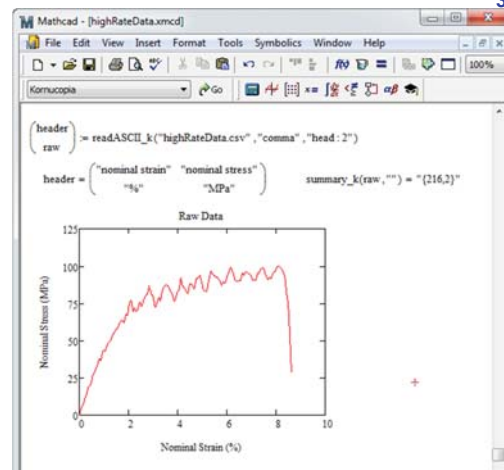 Mathcad - [highRateData.xmcd]
File Edit View Insert Format Tools Symbolics Window Help
100%
Kornucopia
Go
αβ
(header raw) := readASCII_k("highRateData.csv" ,"comma" ,"head : 2")
header = ("nominal strain" "nominal stress"
"%" "MPa") summary_k(raw ,"") = "{216,2}"
Raw Data
125
100
75
50
25
0
0 2 4 6 8 10
Nominal Stress (MPa)
Nominal Strain (%)